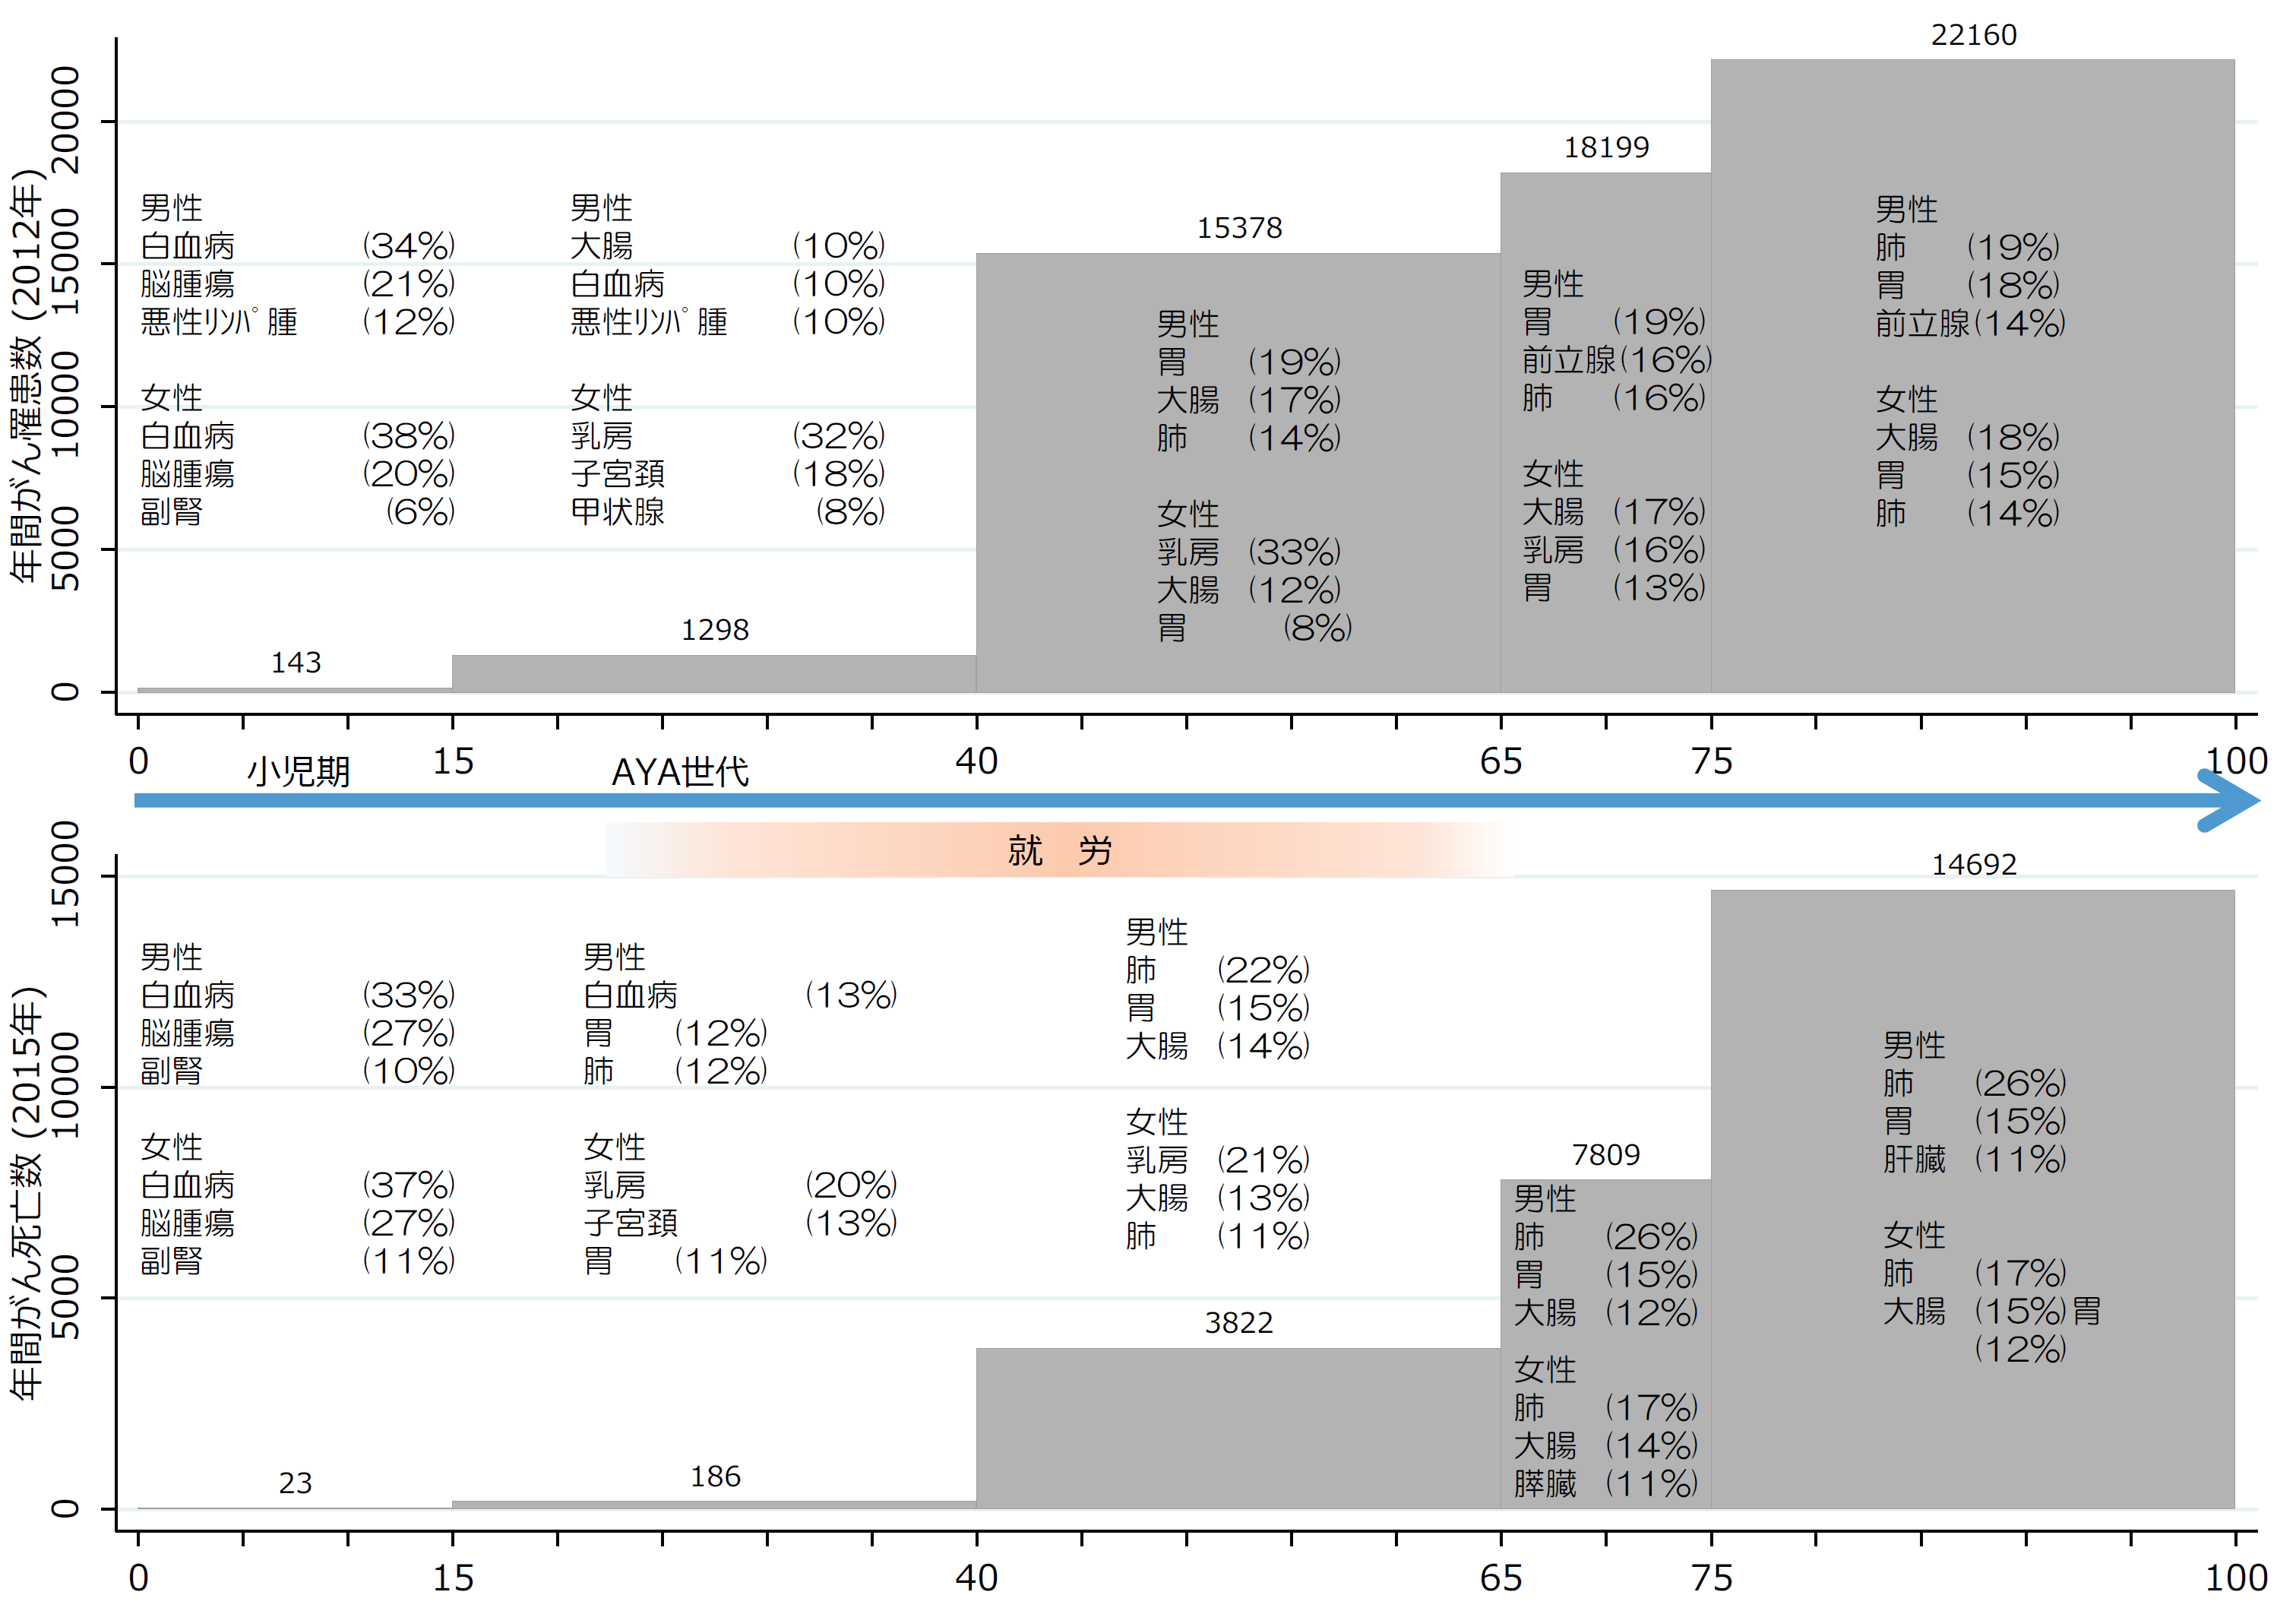 年間がん罹患数 (2012年)
20000
15000
10000
5000
0
143
1298
15378
18199
22160
男性
白血病 (34%)
脳腫瘍 (21%)
悪性ﾘﾝﾊﾟ腫 (12%)
女性
白血病 (38%)
脳腫瘍 (20%)
副腎 (6%)
男性
大腸 (10%)
白血病 (10%)
悪性ﾘﾝﾊﾟ腫 (10%)
女性
乳房 (32%)
子宮頚 (18%)
甲状腺 (8%)
男性
胃 (19%)
大腸 (17%)
肺 (14%)
女性
乳房 (33%)
大腸 (12%)
胃 (8%)
男性
胃 (19%)
前立腺(16%)
肺 (16%)
女性
大腸 (17%)
乳房 (16%)
胃 (13%)
男性
肺 (19%)
胃 (18%)
前立腺(14%)
女性
大腸 (18%)
胃 (15%)
肺 (14%)
0 15 40 65 75 100
小児期 AYA世代
就 労
年間がん死亡数 (2015年)
15000
10000
5000
0
23
186
3822
7809
14692
男性
白血病 (33%)
脳腫瘍 (27%)
副腎 (10%)
女性
白血病 (37%)
脳腫瘍 (27%)
副腎 (11%)
男性
白血病 (13%)
胃 (12%)
肺 (12%)
女性
乳房 (20%)
子宮頚 (13%)
胃 (11%)
男性
肺 (22%)
胃 (15%)
大腸 (14%)
女性
乳房 (21%)
大腸 (13%)
肺 (11%)
男性
肺 (26%)
胃 (15%)
大腸 (12%)
女性
肺 (17%)
大腸 (14%)
膵臓 (11%)
男性
肺 (26%)
胃 (15%)
肝臓 (11%)
女性
肺 (17%)
大腸 (15%)胃
(12%)
0 15 40 65 75 100